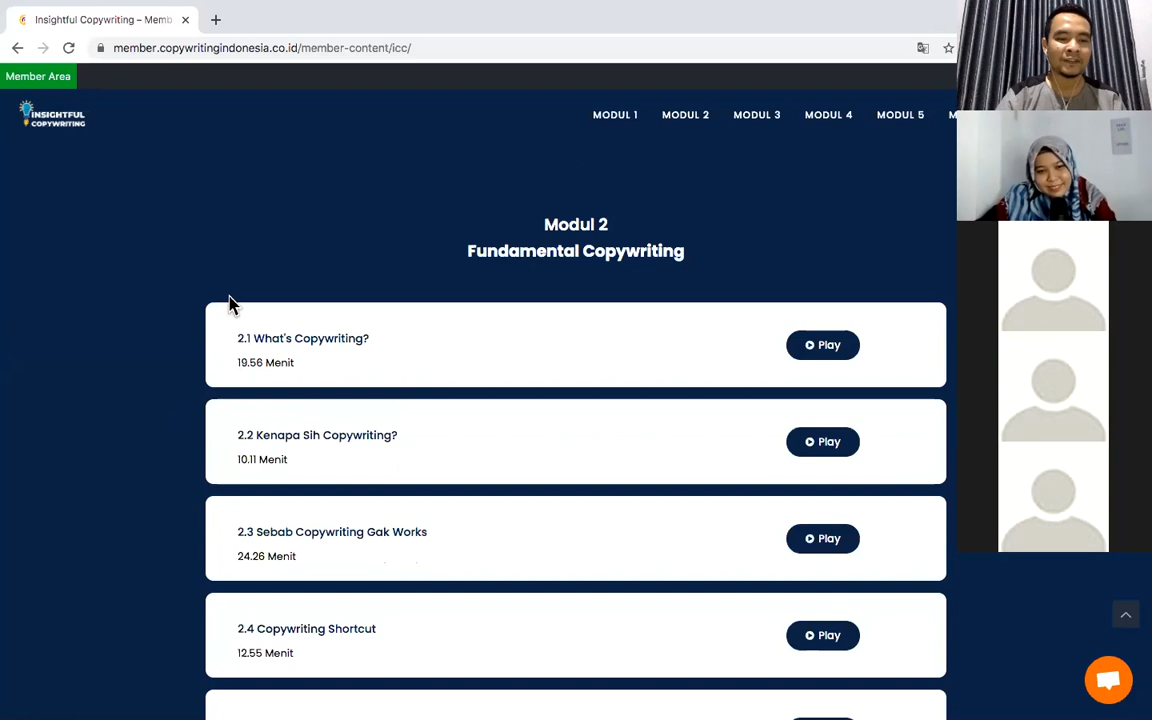 Insightful Copywriting – Memb
member.copywritingindonesia.co.id/member-content/icc/
Member Area
INSIGHTFUL
COPYWRITING
MODUL 1
MODUL 2
MODUL 3
MODUL 4
MODUL 5
M
Modul 2
Fundamental Copywriting
2.1 What's Copywriting?
19.56 Menit
Play
2.2 Kenapa Sih Copywriting?
10.11 Menit
Play
2.3 Sebab Copywriting Gak Works
24.26 Menit
Play
2.4 Copywriting Shortcut
12.55 Menit
Play